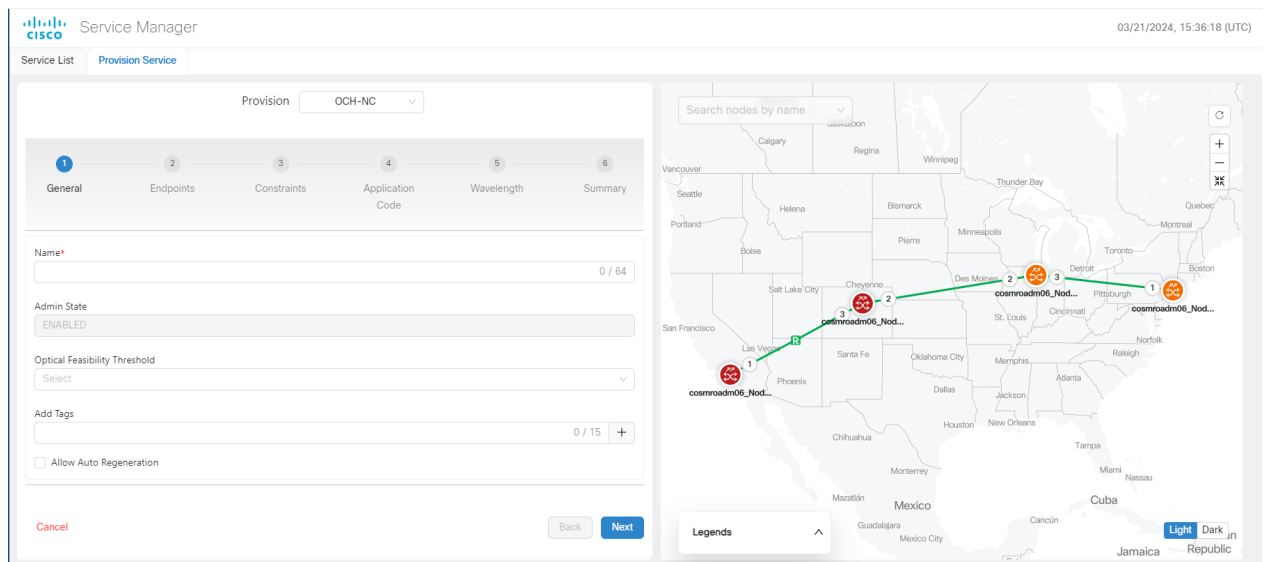 cisco Service Manager
03/21/2024, 15:36:18 (UTC)
Service List Provision Service
Provision OCH-NC
1 2 3 4 5 6
General Endpoints Constraints Application Code Wavelength Summary
Name*
0 / 64
Admin State
ENABLED
Optical Feasibility Threshold
Select
Add Tags
0 / 15 +
Allow Auto Regeneration
Cancel Back Next
Search nodes by name
Calgary
Regina
Winnipeg
Vancouver
Thunder Bay
Seattle
Helena
Bismarck
Quebec
Portland
Montreal
Minneapolis
Pierre
Boise
Toronto
Detroit
Boston
Des Moines
2
3
Salt Lake City
Cheyenne
Pittsburgh
1
cosmroadm06_Nod...
2
cosmroadm06_Nod...
3
cosmroadm06_Nod...
St. Louis
Cincinnati
San Francisco
R
Norfolk
Las Vegas
Santa Fe
Oklahoma City
Memphis
Raleigh
1
Phoenix
Atlanta
cosmroadm06_Nod...
Dallas
Jackson
Houston
New Orleans
Chihuahua
Tampa
Monterrey
Miami
Nassau
Mazatlán
Mexico
Cuba
Guadalajara
Cancún
Legends
Mexico City
Light Dark
Jamaica
Republic